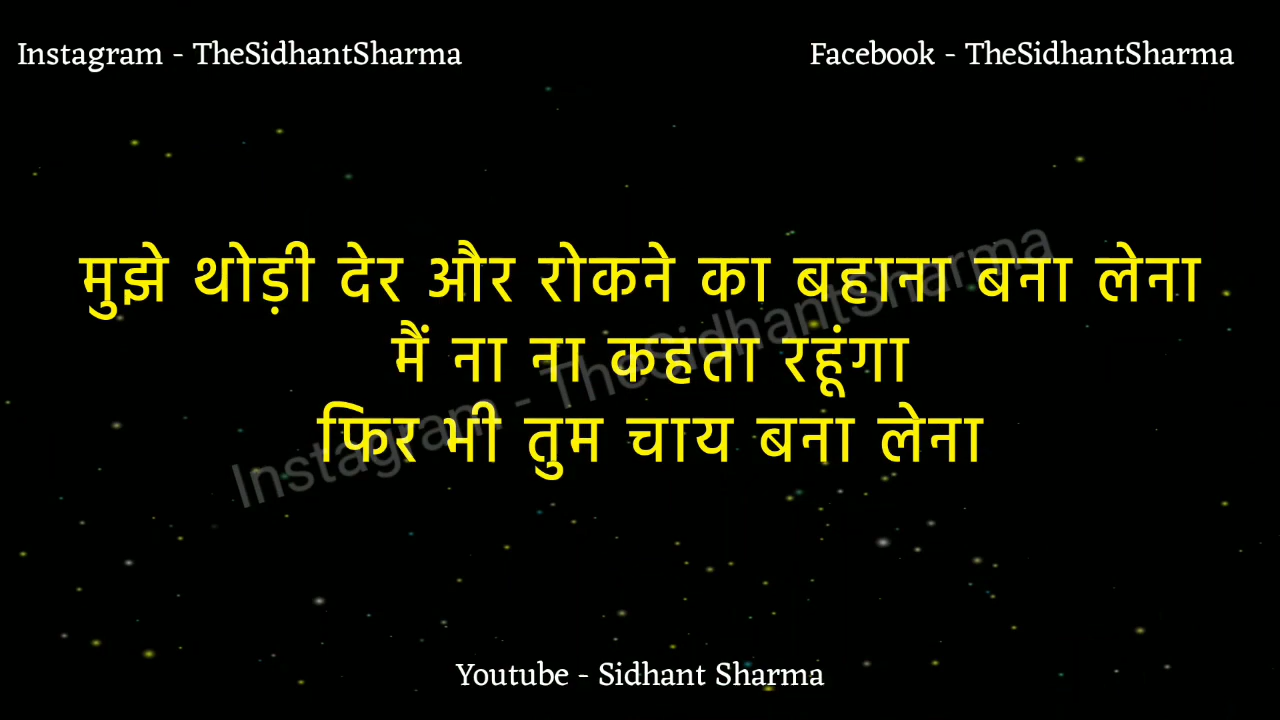 Instagram - TheSidhantSharma
Facebook - TheSidhantSharma
मुझे थोड़ी देर और रोकने का बहाना बना लेना
मैं ना ना कहता रहूंगा
फिर भी तुम चाय बना लेना
Instagram - TheSidhantSharma
Youtube - Sidhant Sharma